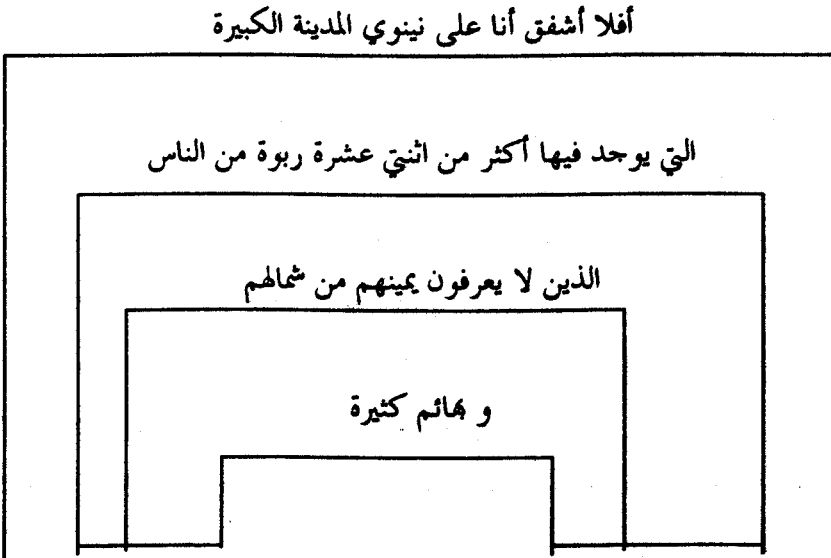 أفلا أشفق أنا على نينوي المدينة الكبيرة
التي يوجد فيها أكثر من اثنتي عشرة ربوة من الناس
الذين لا يعرفون يمينهم من شمالهم
و بهائم كثيرة